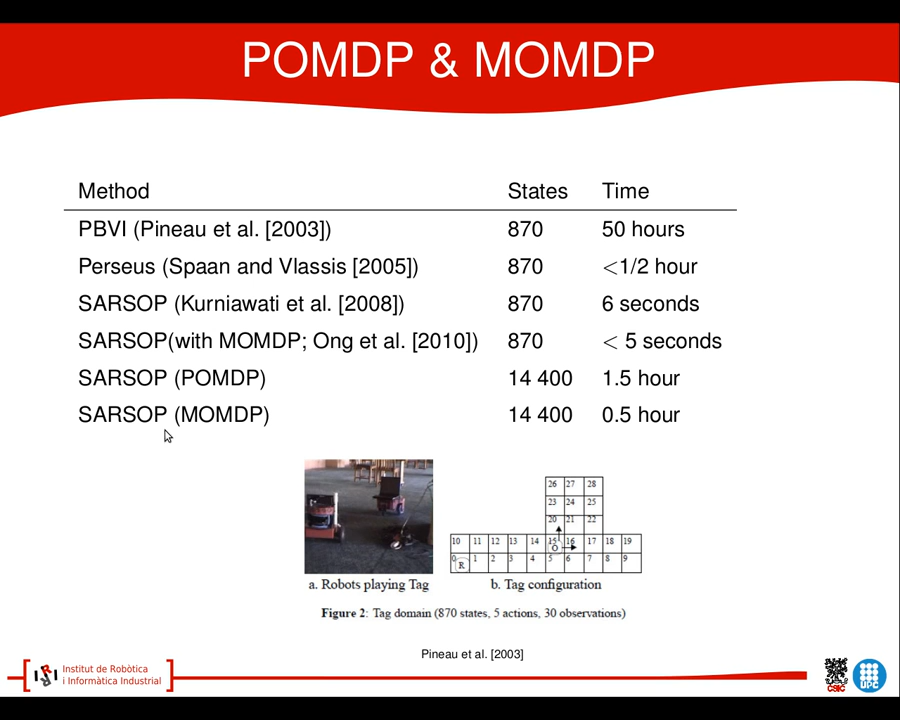 POMDP & MOMDP
Method States Time
PBVI (Pineau et al. [2003]) 870 50 hours
Perseus (Spaan and Vlassis [2005]) 870 <1/2 hour
SARSOP (Kurniawati et al. [2008]) 870 6 seconds
SARSOP(with MOMDP; Ong et al. [2010]) 870 < 5 seconds
SARSOP (POMDP) 14 400 1.5 hour
SARSOP (MOMDP) 14 400 0.5 hour
26 27 28
23 24 25
20 21 22
10 11 12 13 14 15 16 17 18 19
O
0 1 2 3 4 5 6 7 8 9
R
a. Robots playing Tag b. Tag configuration
Figure 2: Tag domain (870 states, 5 actions, 30 observations)
Pineau et al. [2003]
IRI
Institut de Robòtica
i Informàtica Industrial
CSIC
UPC